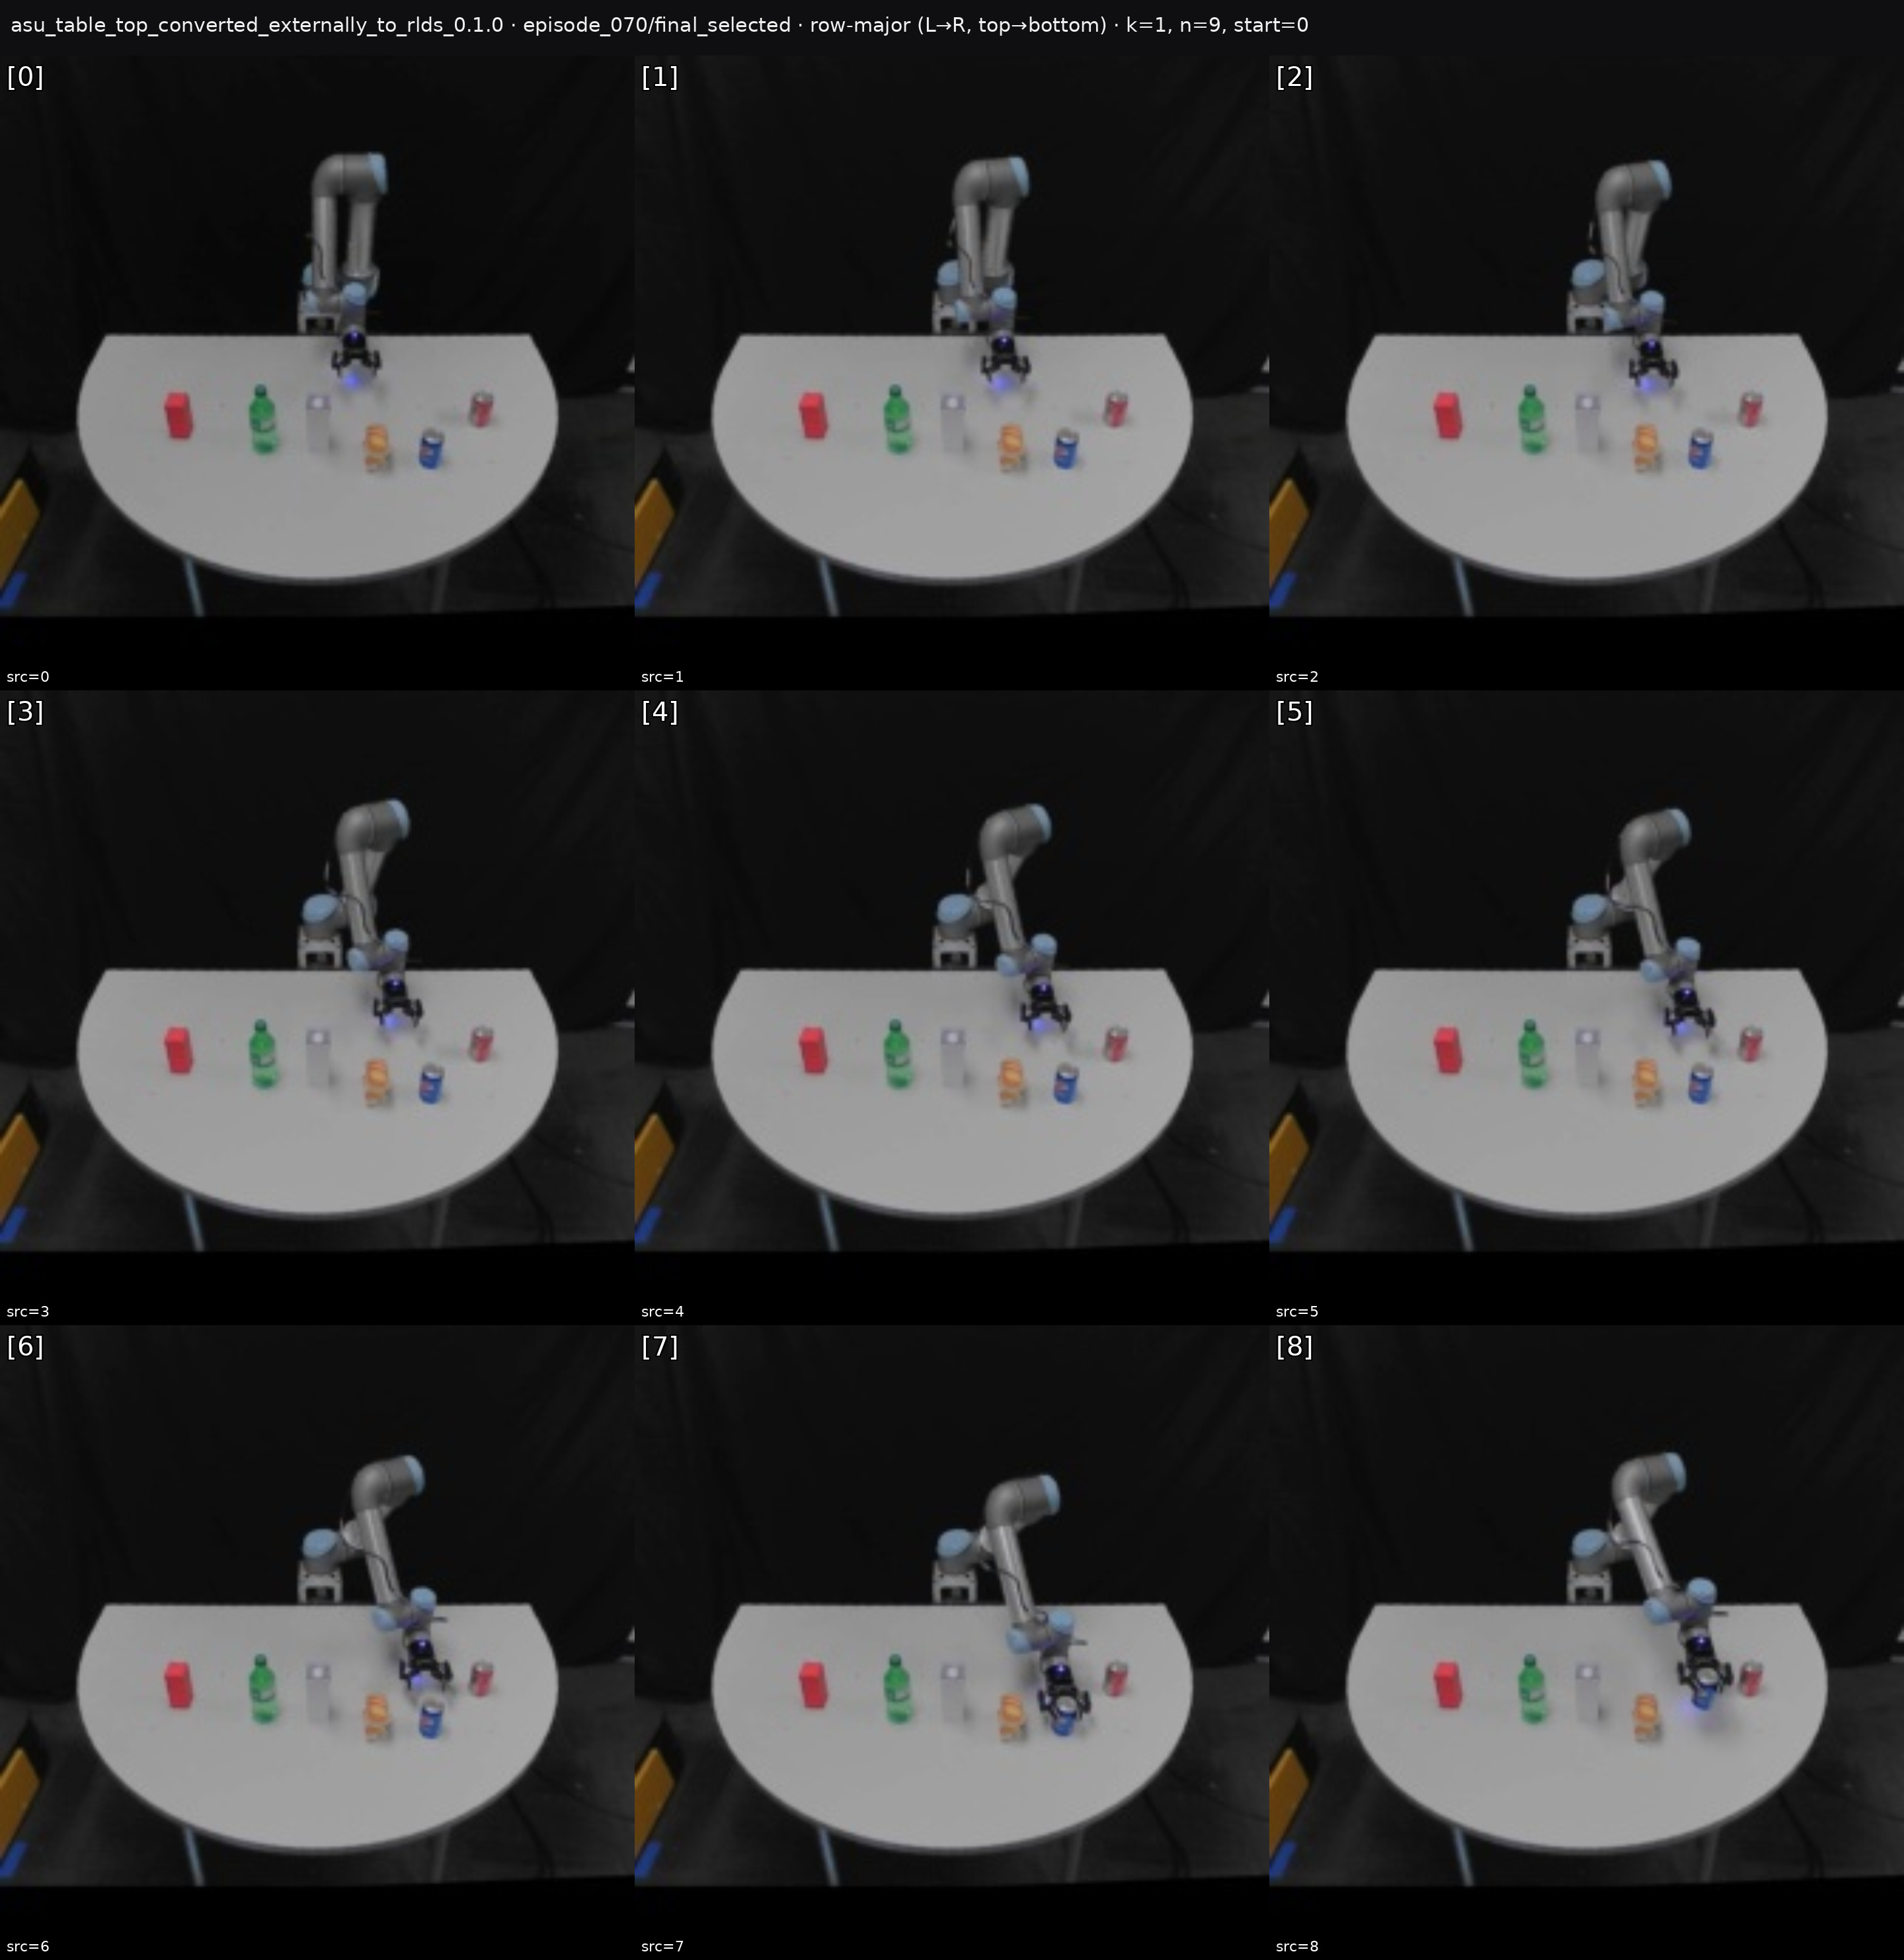 asu_table_top_converted_externally_to_rlds_0.1.0 · episode_070/final_selected · row-major (L→R, top→bottom) · k=1, n=9, start=0
[0]
[1]
[2]
src=0
src=1
src=2
[3]
[4]
[5]
src=3
src=4
src=5
[6]
[7]
[8]
src=6
src=7
src=8